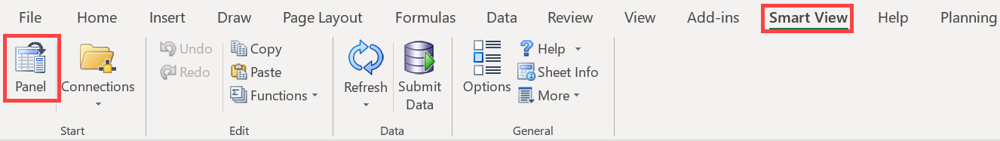 File Home Insert Draw Page Layout Formulas Data Review View Add-ins Smart View Help Planning
Panel
Connections
Undo
Redo
Copy
Paste
Functions
Refresh
Submit
Data
Options
Help
Sheet Info
More
Start Edit Data General